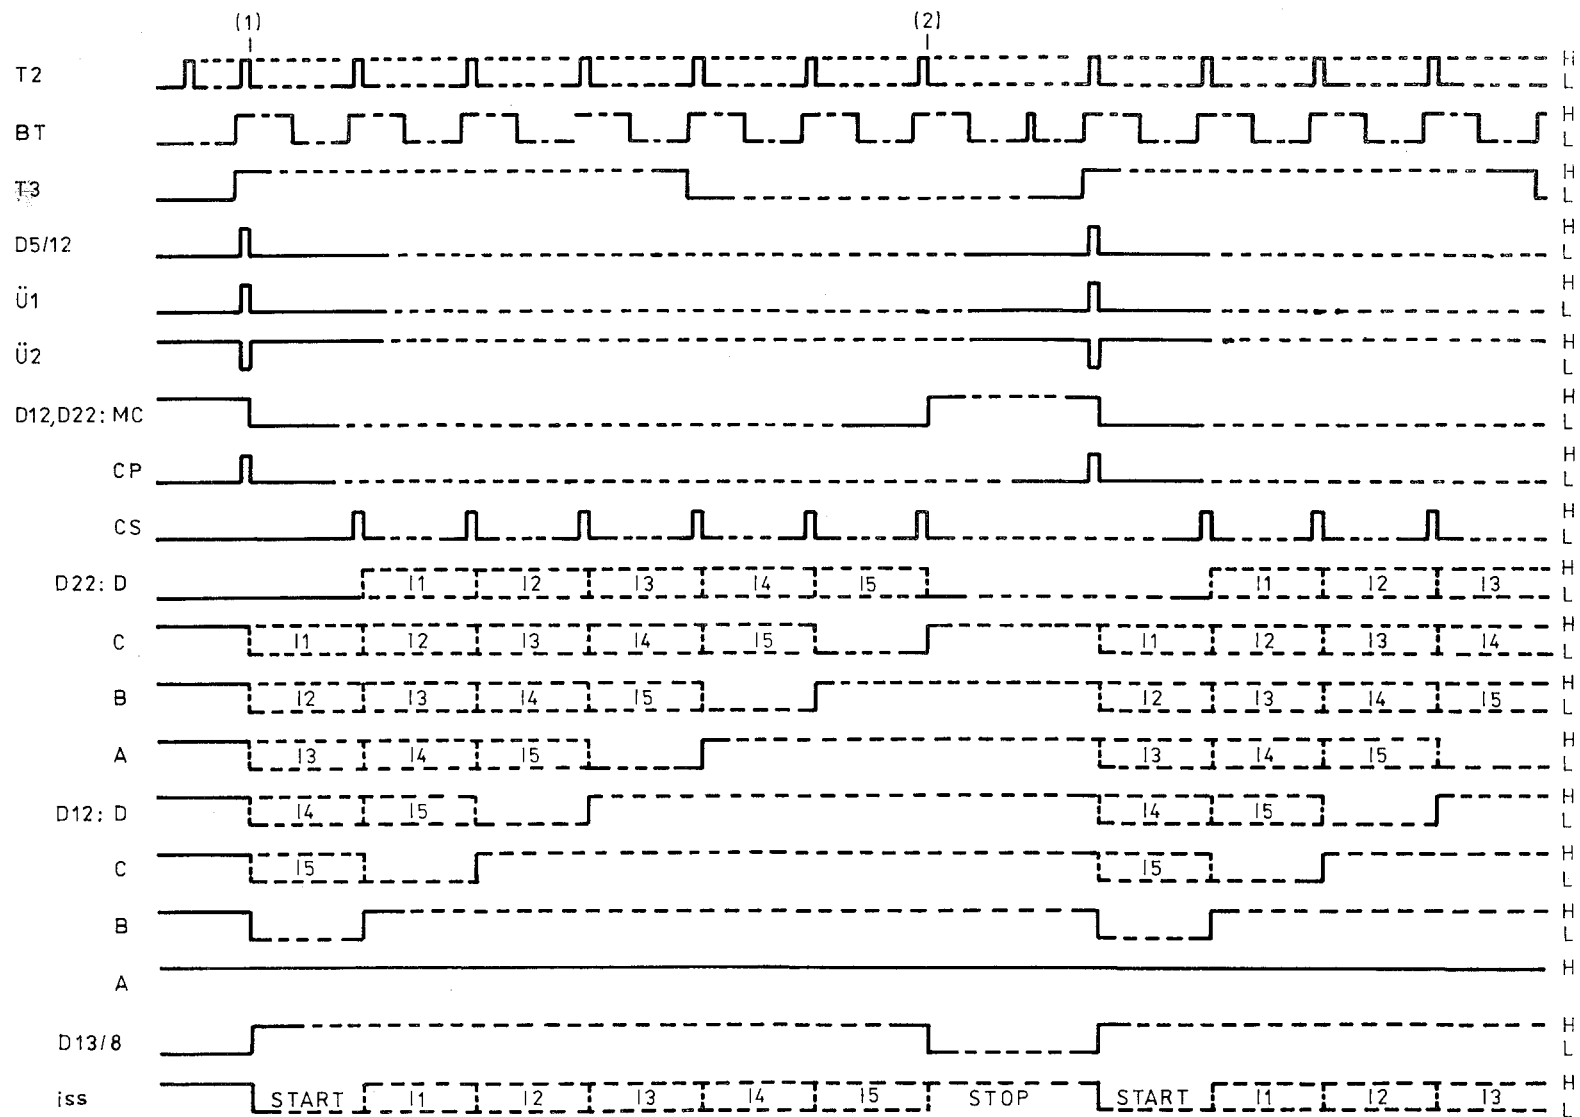 (1) (2)
T2 H L
BT H L
T3 H L
D5/12 H L
Ü1 H L
Ü2 H L
D12,D22: MC H L
CP H L
CS H L
D22: D I1 I2 I3 I4 I5 I1 I2 I3 H L
C I1 I2 I3 I4 I5 I1 I2 I3 I4 H L
B I2 I3 I4 I5 I2 I3 I4 I5 H L
A I3 I4 I5 I3 I4 I5 H L
D12: D I4 I5 I4 I5 H L
C I5 I5 H L
B H L
A H
D13/8 H L
iss START I1 I2 I3 I4 I5 STOP START I1 I2 I3 H L